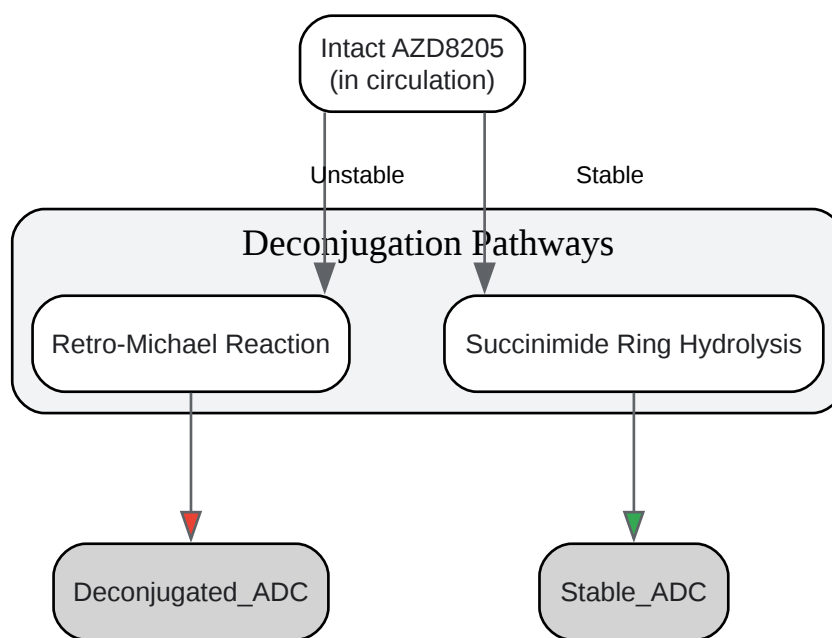 Intact AZD8205
(in circulation)
Unstable
Stable
Deconjugation Pathways
Retro-Michael Reaction
Succinimide Ring Hydrolysis
Deconjugated_ADC
Stable_ADC